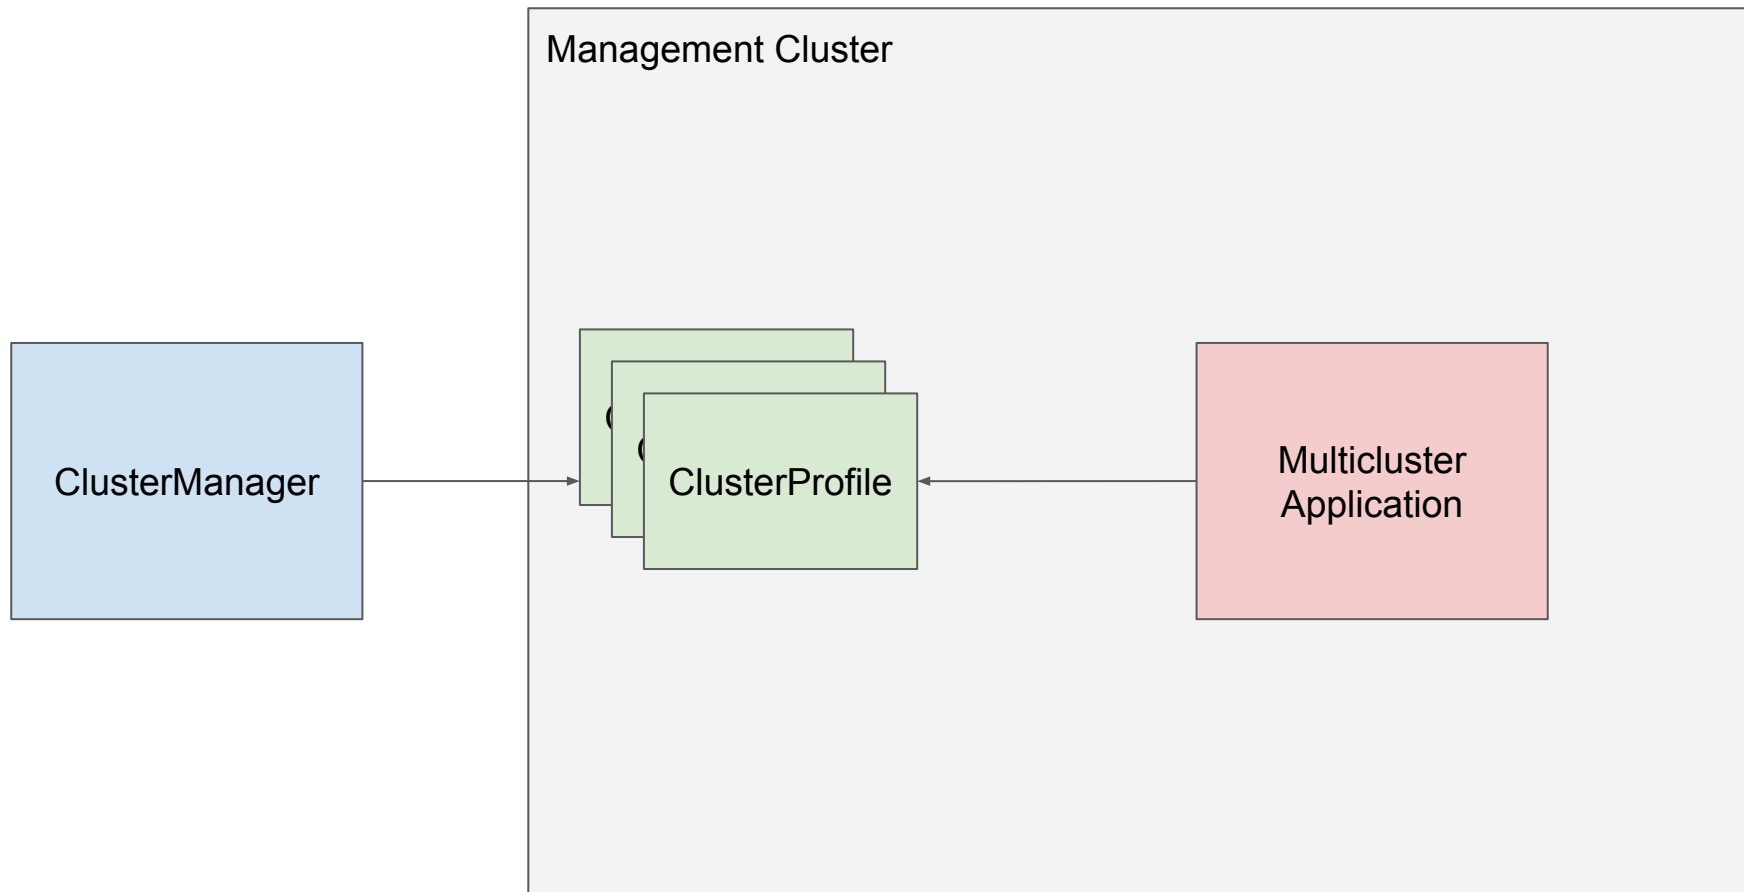 Management Cluster
ClusterManager
ClusterProfile
Multicluster
Application